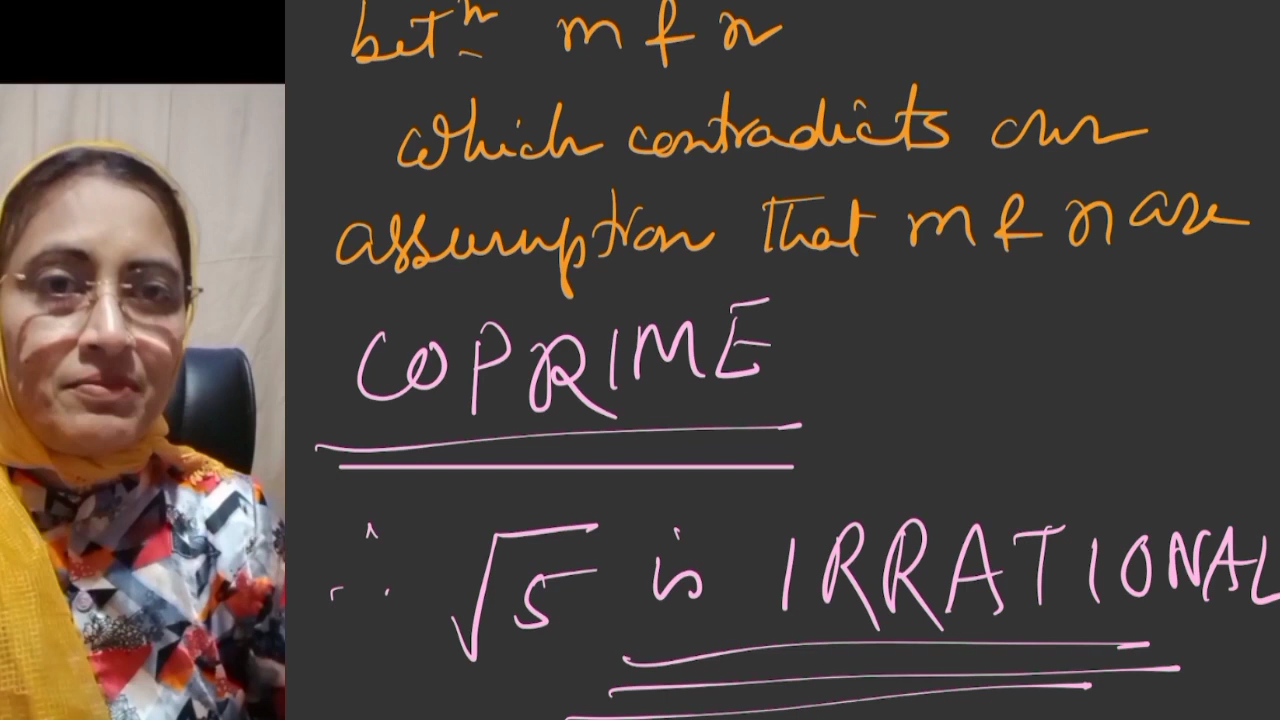 betⁿ m & n
which contradicts our
assumption that m & n are
COPRIME
∴ √5 is IRRATIONAL